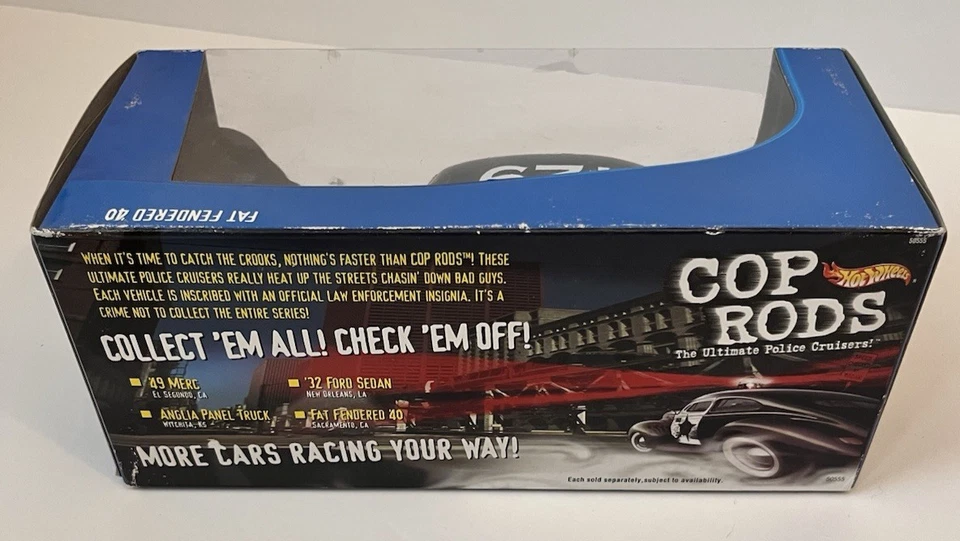 FAT FENDERED 40
WHEN IT'S TIME TO CATCH THE CROOKS, NOTHING'S FASTER THAN COP RODS™! THESE
ULTIMATE POLICE CRUISERS REALLY HEAT UP THE STREETS CHASIN' DOWN BAD GUYS.
EACH VEHICLE IS INSCRIBED WITH AN OFFICIAL LAW ENFORCEMENT INSIGNIA. IT'S A
CRIME NOT TO COLLECT THE ENTIRE SERIES!
COLLECT 'EM ALL! CHECK 'EM OFF!
'49 MERC
EL SEGUNDO, CA
'32 FORD SEDAN
NEW ORLEANS, LA
ANGLIA PANEL TRUCK
WITCHITA, KS
FAT FENDERED 40
SACRAMENTO, CA
MORE CARS RACING YOUR WAY!
COP
RODS
HOT WHEELS
The Ultimate Police Cruisers!™
Each sold separately, subject to availability.
50555